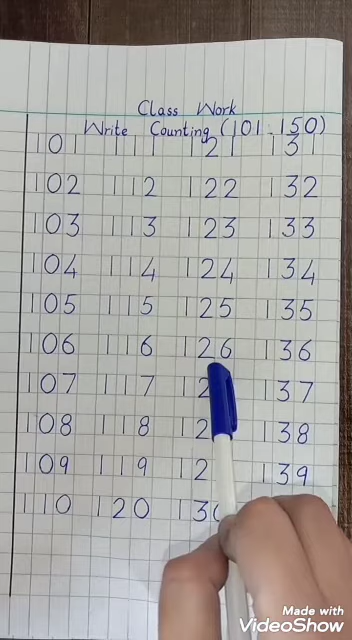 Class Work
Write Counting (101-150)
101 111 121 131
102 112 122 132
103 113 123 133
104 114 124 134
105 115 125 135
106 116 126 136
107 117 137
108 118 138
109 119 139
110 120 130
Made with
VideoShow